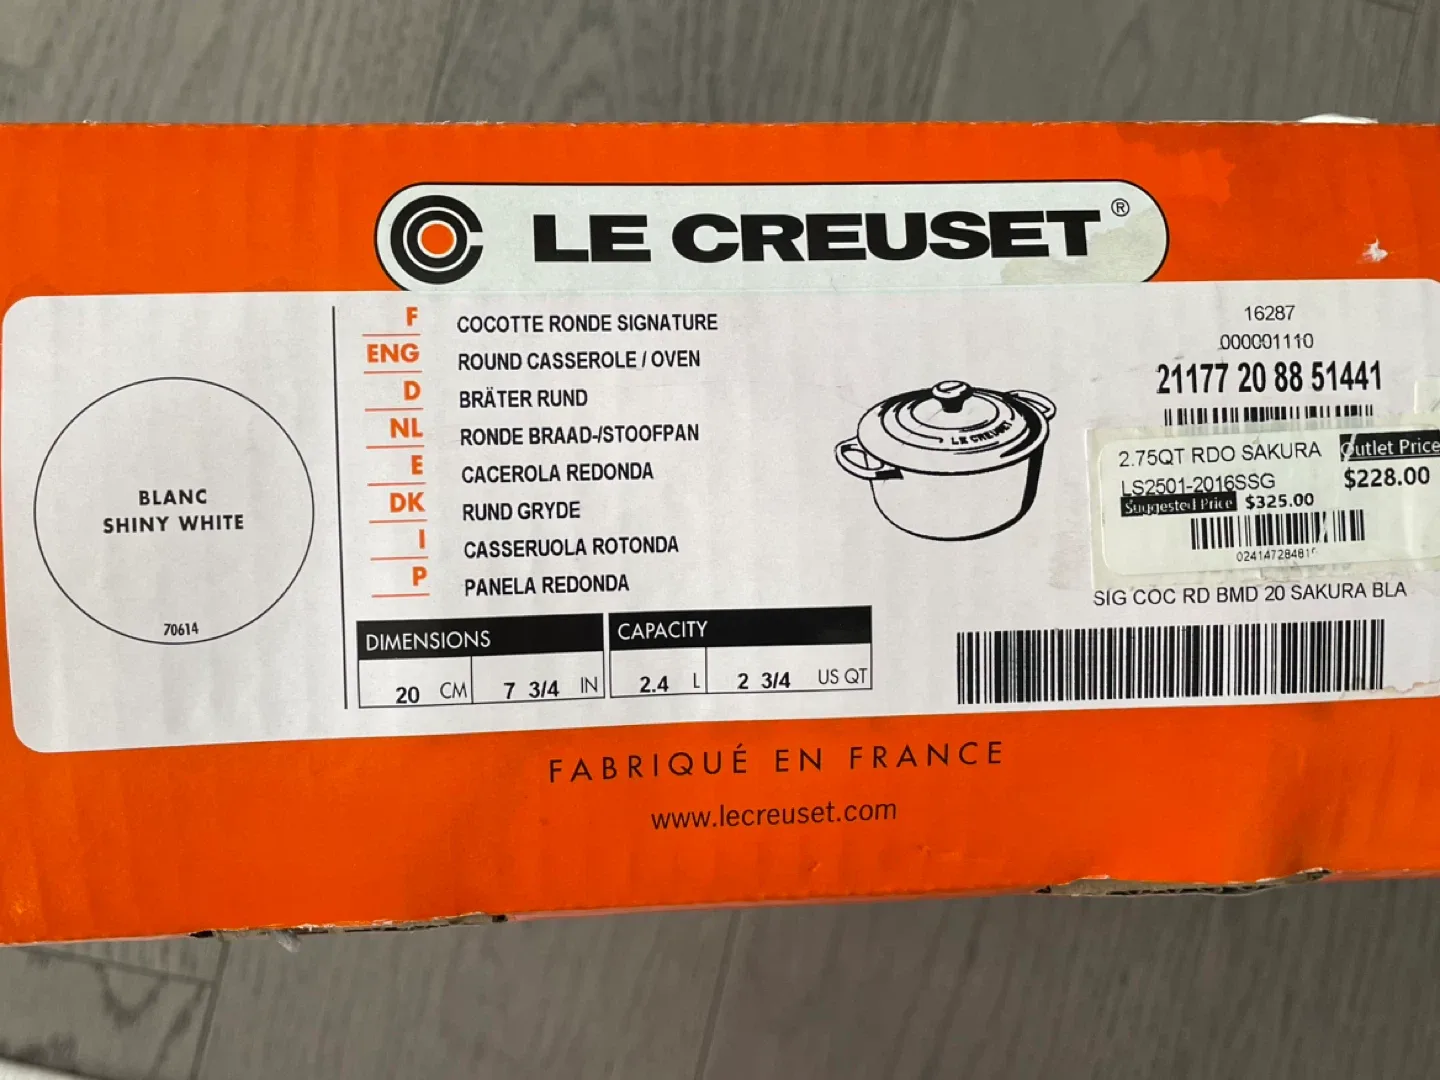 LE CREUSET®
BLANC
SHINY WHITE
70614
F COCOTTE RONDE SIGNATURE
ENG ROUND CASSEROLE / OVEN
D BRÄTER RUND
NL RONDE BRAAD-/STOOFPAN
E CACEROLA REDONDA
DK RUND GRYDE
I CASSERUOLA ROTONDA
P PANELA REDONDA
DIMENSIONS
20 CM 7 3/4 IN
CAPACITY
2.4 L 2 3/4 US QT
LE CREUSET
16287
000001110
21177 20 88 51441
2.75QT RDO SAKURA
LS2501-2016SSG
Suggested Price $325.00
Outlet Price
$228.00
SIG COC RD BMD 20 SAKURA BLA
FABRIQUÉ EN FRANCE
www.lecreuset.com